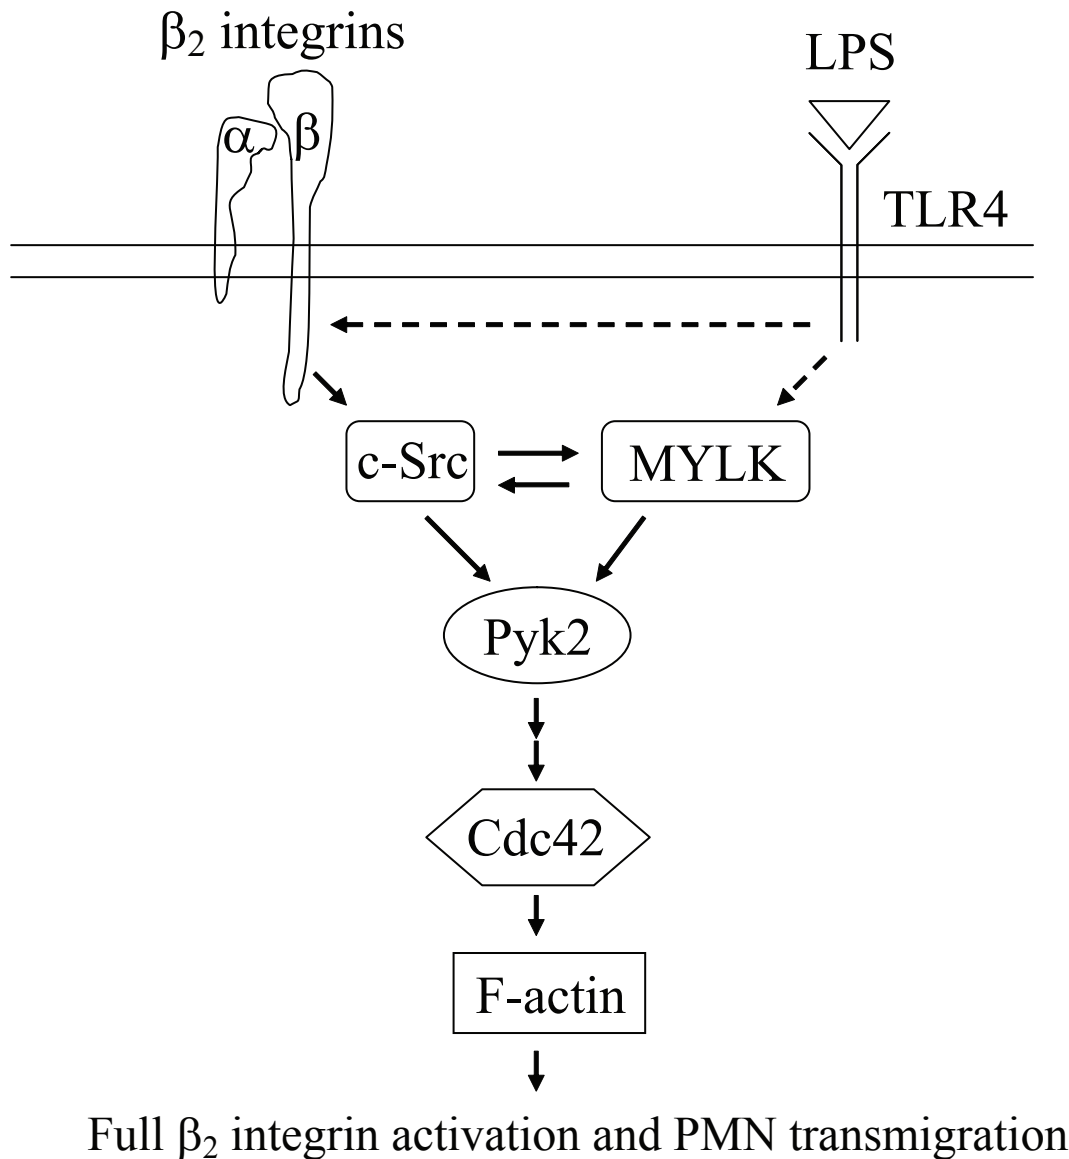 β₂ integrins
LPS
α
β
TLR4
c-Src
MYLK
Pyk2
Cdc42
F-actin
Full β₂ integrin activation and PMN transmigration